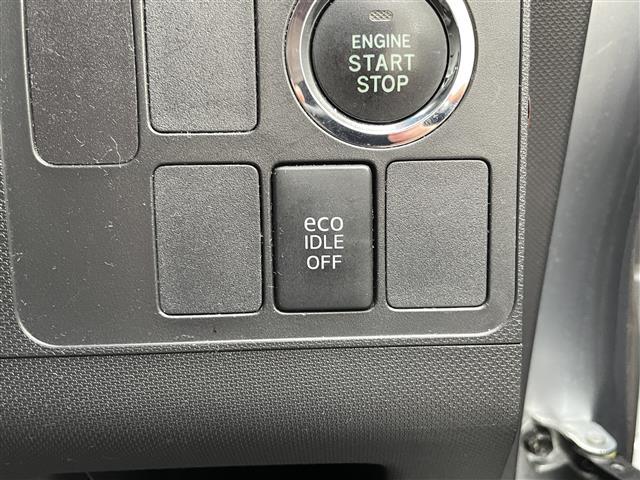 ENGINE
START
STOP
eco
IDLE
OFF